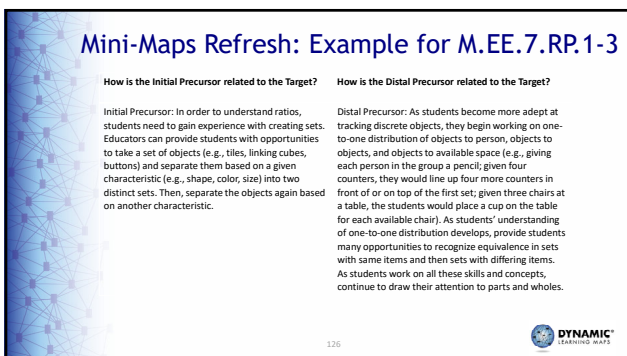 Mini-Maps Refresh: Example for M.EE.7.RP.1-3
How is the Initial Precursor related to the Target?
Initial Precursor: In order to understand ratios,
students need to gain experience with creating sets.
Educators can provide students with opportunities
to take a set of objects (e.g., tiles, linking cubes,
buttons) and separate them based on a given
characteristic (e.g., shape, color, size) into two
distinct sets. Then, separate the objects again based
on another characteristic.
How is the Distal Precursor related to the Target?
Distal Precursor: As students become more adept at
tracking discrete objects, they begin working on one-
to-one distribution of objects to person, objects to
objects, and objects to available space (e.g., giving
each person in the group a pencil; given four
counters, they would line up four more counters in
front of or on top of the first set; given three chairs at
a table, the students would place a cup on the table
for each available chair). As students' understanding
of one-to-one distribution develops, provide students
many opportunities to recognize equivalence in sets
with same items and then sets with differing items.
As students work on all these skills and concepts,
continue to draw their attention to parts and wholes.
126
DYNAMIC®
LEARNING MAPS